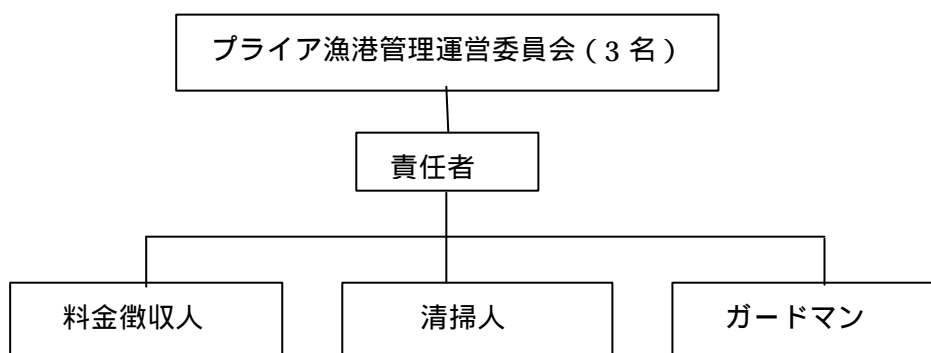 プライア漁港管理運営委員会(3 名)
責任者
料金徴収人
清掃人
ガードマン